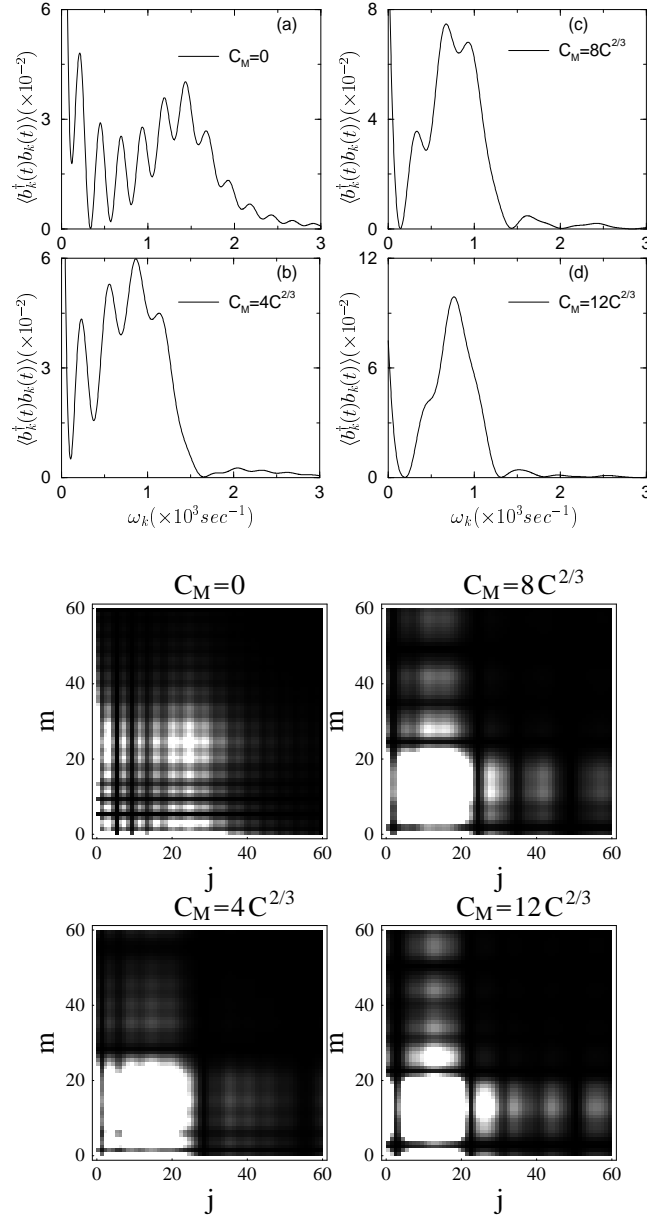 (a)
C_M=0
⟨b_k^†(t)b_k(t)⟩(×10^{-2})
6
3
0
0 1 2 3
(c)
C_M=8C^{2/3}
⟨b_k^†(t)b_k(t)⟩(×10^{-2})
8
4
0
0 1 2 3
(b)
C_M=4C^{2/3}
⟨b_k^†(t)b_k(t)⟩(×10^{-2})
6
3
0
0 1 2 3
ω_k(×10^3 sec^{-1})
(d)
C_M=12C^{2/3}
⟨b_k^†(t)b_k(t)⟩(×10^{-2})
12
6
0
0 1 2 3
ω_k(×10^3 sec^{-1})
C_M=0
60
40
m
20
0
0 20 40 60
j
C_M=8C^{2/3}
60
40
m
20
0
0 20 40 60
j
C_M=4C^{2/3}
60
40
m
20
0
0 20 40 60
j
C_M=12C^{2/3}
60
40
m
20
0
0 20 40 60
j